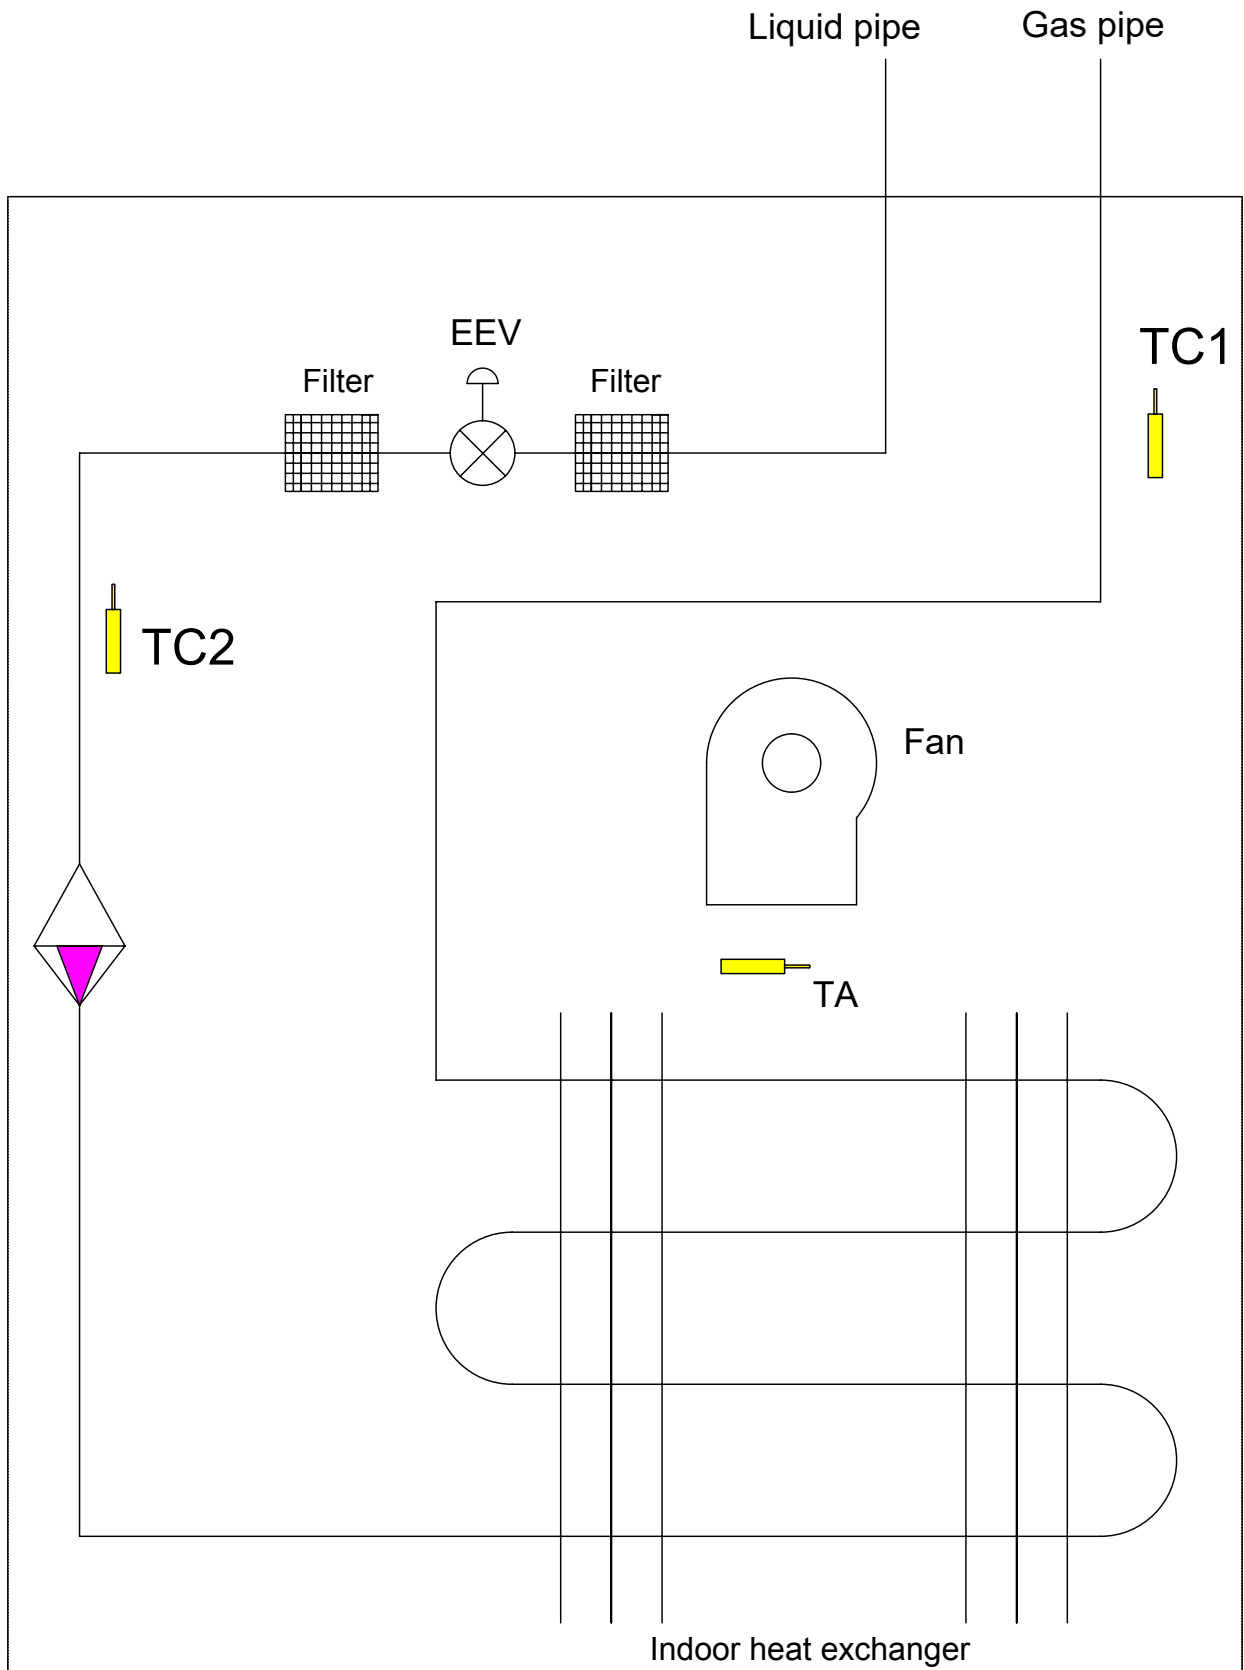 Liquid pipe
Gas pipe
EEV
TC1
Filter
Filter
TC2
Fan
TA
Indoor heat exchanger